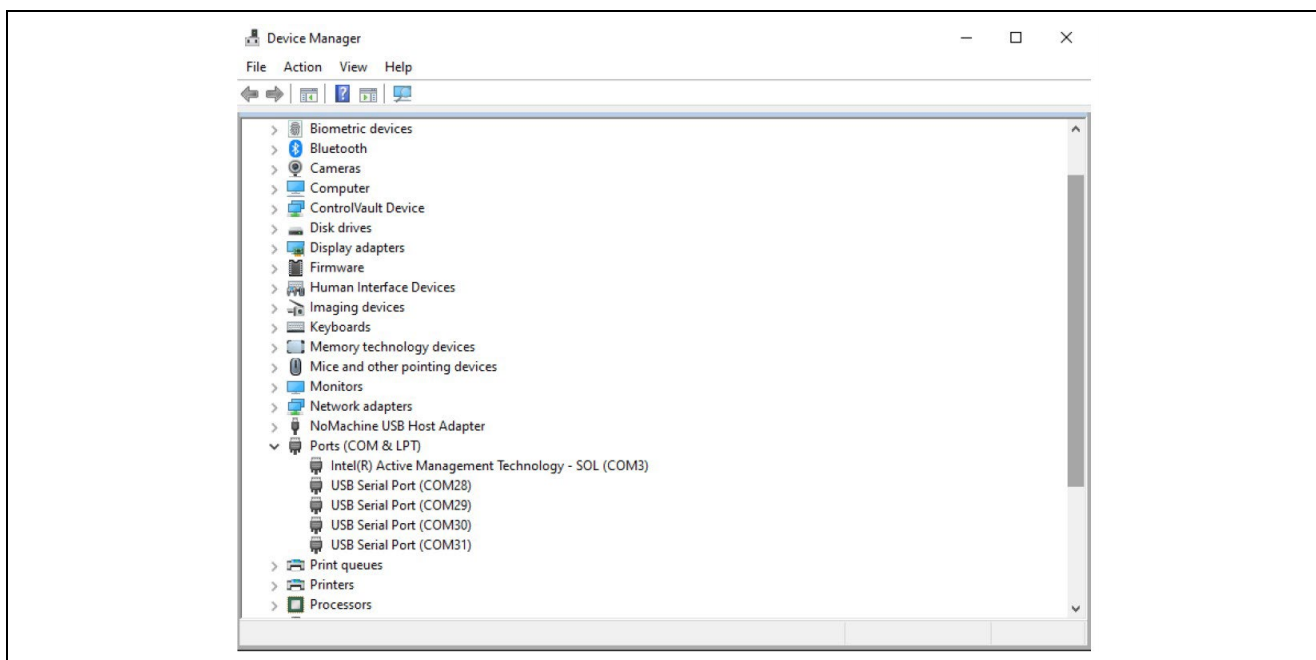 Device Manager
File Action View Help
Biometric devices
Bluetooth
Cameras
Computer
ControlVault Device
Disk drives
Display adapters
Firmware
Human Interface Devices
Imaging devices
Keyboards
Memory technology devices
Mice and other pointing devices
Monitors
Network adapters
NoMachine USB Host Adapter
Ports (COM & LPT)
Intel(R) Active Management Technology - SOL (COM3)
USB Serial Port (COM28)
USB Serial Port (COM29)
USB Serial Port (COM30)
USB Serial Port (COM31)
Print queues
Printers
Processors